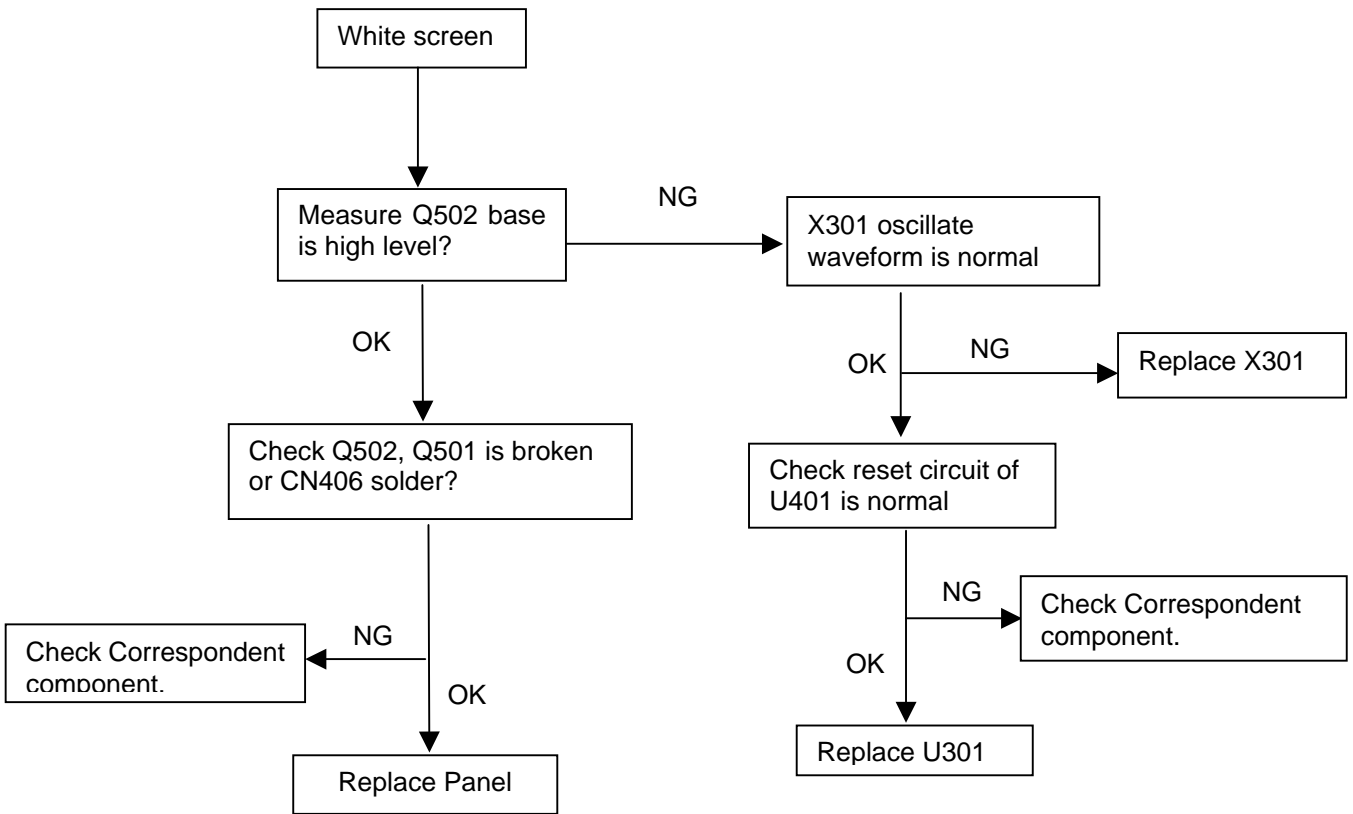 White screen
NG
Measure Q502 base
is high level?
X301 oscillate
waveform is normal
OK
OK
NG
Replace X301
Check Q502, Q501 is broken
or CN406 solder?
Check reset circuit of
U401 is normal
NG
Check Correspondent
component.
NG
Check Correspondent
component.
OK
OK
Replace U301
Replace Panel